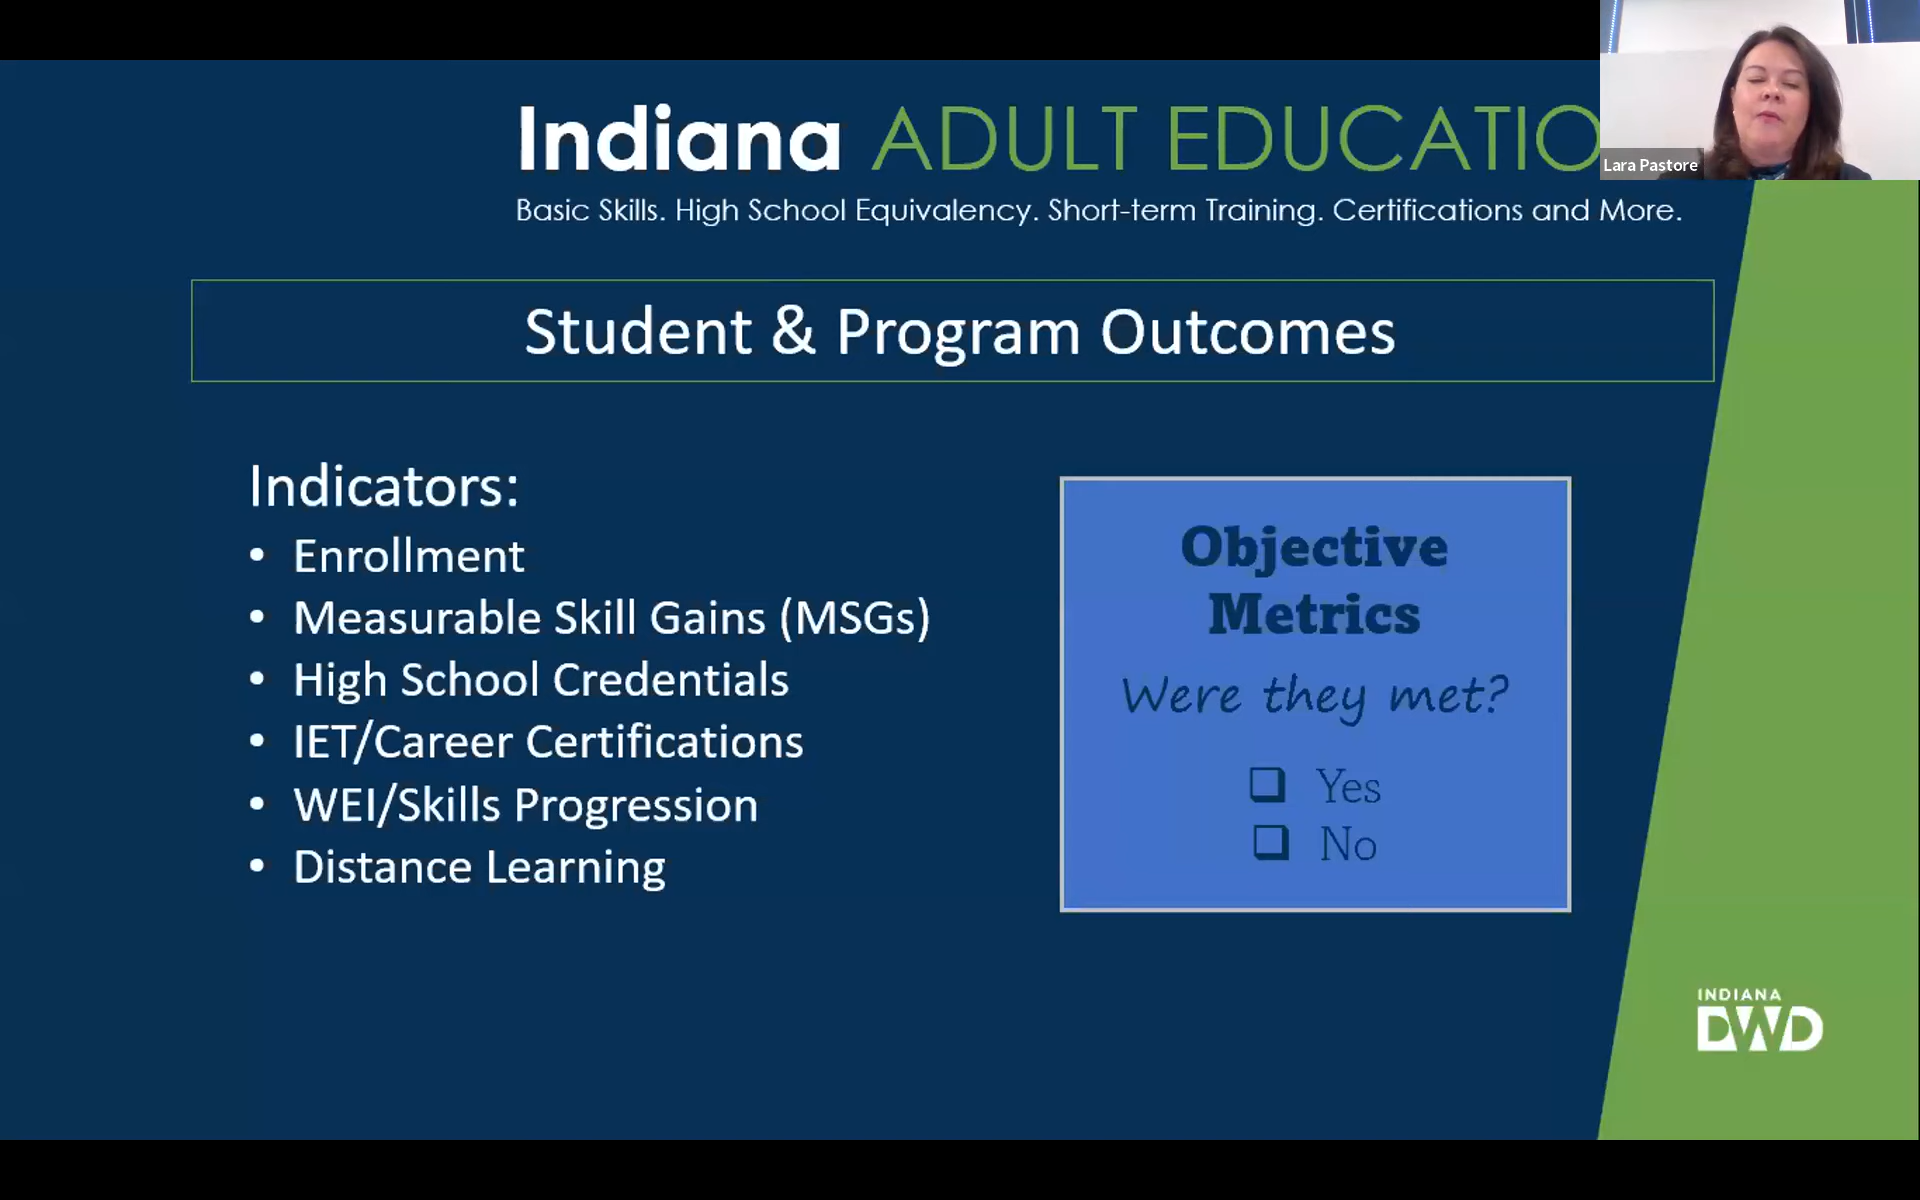 Indiana ADULT EDUCATIO
Lara Pastore
Basic Skills. High School Equivalency. Short-term Training. Certifications and More.
Student & Program Outcomes
Indicators:
• Enrollment
• Measurable Skill Gains (MSGs)
• High School Credentials
• IET/Career Certifications
• WEI/Skills Progression
• Distance Learning
Objective
Metrics
Were they met?
❑ Yes
❑ No
INDIANA
DWD